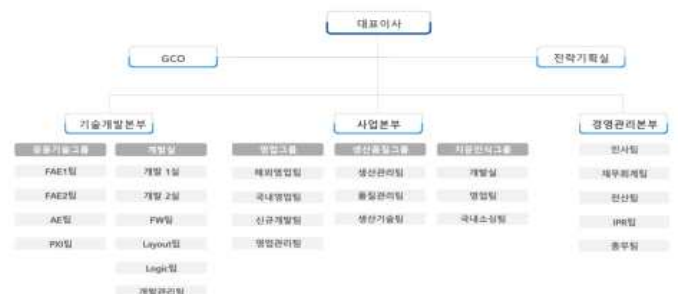 대표이사
GCO
전략기획실
기술개발본부
사업본부
경영관리본부
응용기술그룹 개발실 영업그룹 생산품질그룹 지문인식그룹 인사팀
FAE1팀 개발 1실 해외영업팀 생산관리팀 개발실 재무회계팀
FAE2팀 개발 2실 국내영업팀 품질관리팀 영업팀 전산팀
AE팀 FW팀 신규개발팀 생산기술팀 국내소싱팀 IPR팀
PXI팀 Layout팀 영업관리팀 총무팀
Logic팀
개발관리팀